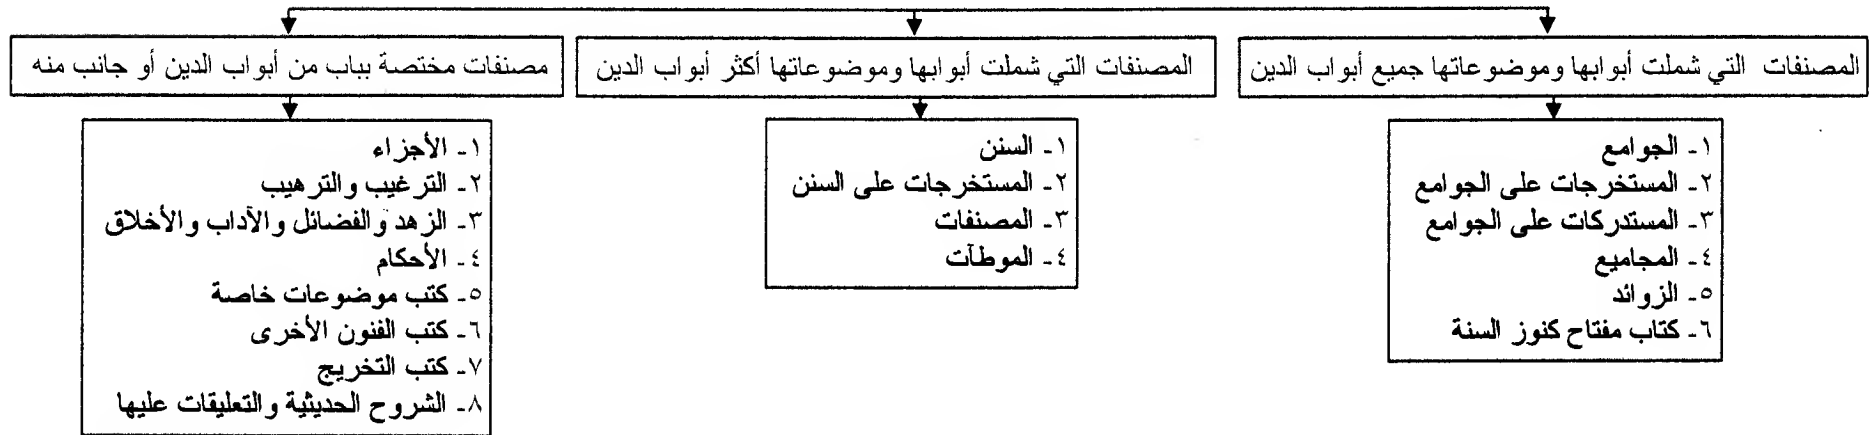 المصنفات التي شملت أبوابها وموضوعاتها جميع أبواب الدين
١- الجوامع
٢- المستخرجات على الجوامع
٣- المستدركات على الجوامع
٤- المجاميع
٥- الزوائد
٦- كتاب مفتاح كنوز السنة
المصنفات التي شملت أبوابها وموضوعاتها أكثر أبواب الدين
١- السنن
٢- المستخرجات على السنن
٣- المصنفات
٤- الموطآت
مصنفات مختصة بباب من أبواب الدين أو جانب منه
١- الأجزاء
٢- الترغيب والترهيب
٣- الزهد والفضائل والآداب والأخلاق
٤- الأحكام
٥- كتب موضوعات خاصة
٦- كتب الفنون الأخرى
٧- كتب التخريج
٨- الشروح الحديثية والتعليقات عليها